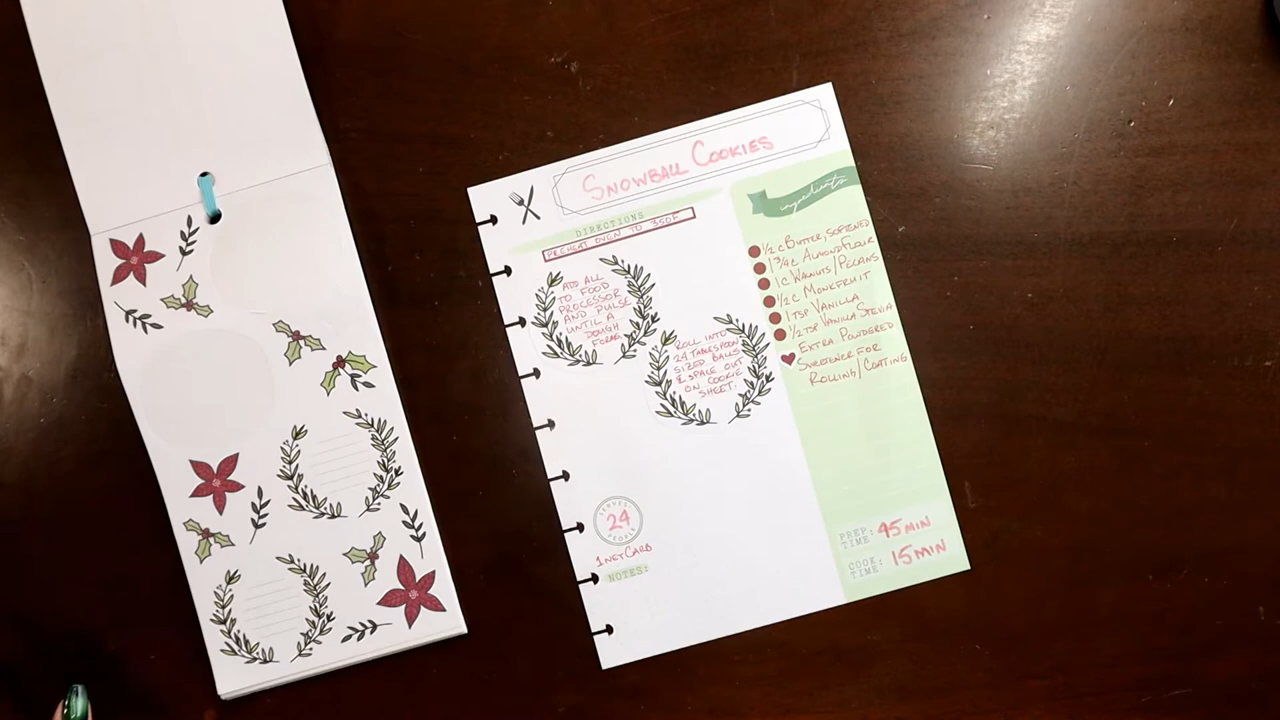 SNOWBALL COOKIES
DIRECTIONS
PREHEAT OVEN TO 350F
ADD ALL
TO FOOD
PROCESSOR
AND PULSE
UNTIL A
DOUGH
FORMS
ROLL INTO
24 TABLESPOON
SIZED BALLS
& SPACE OUT
ON COOKIE
SHEET.
ingredients
1/2 C BUTTER, SOFTENED
1 3/4 C ALMOND FLOUR
1C WALNUTS/PECANS
1/2 C MONKFRUIT
1 TSP VANILLA
1/2 TSP VANILLA STEVIA
EXTRA POWDERED
SWEETENER FOR
ROLLING/COATING
SERVES
24
PEOPLE
1 NET CARB
NOTES:
PREP TIME: 45 MIN
COOK TIME: 15 MIN